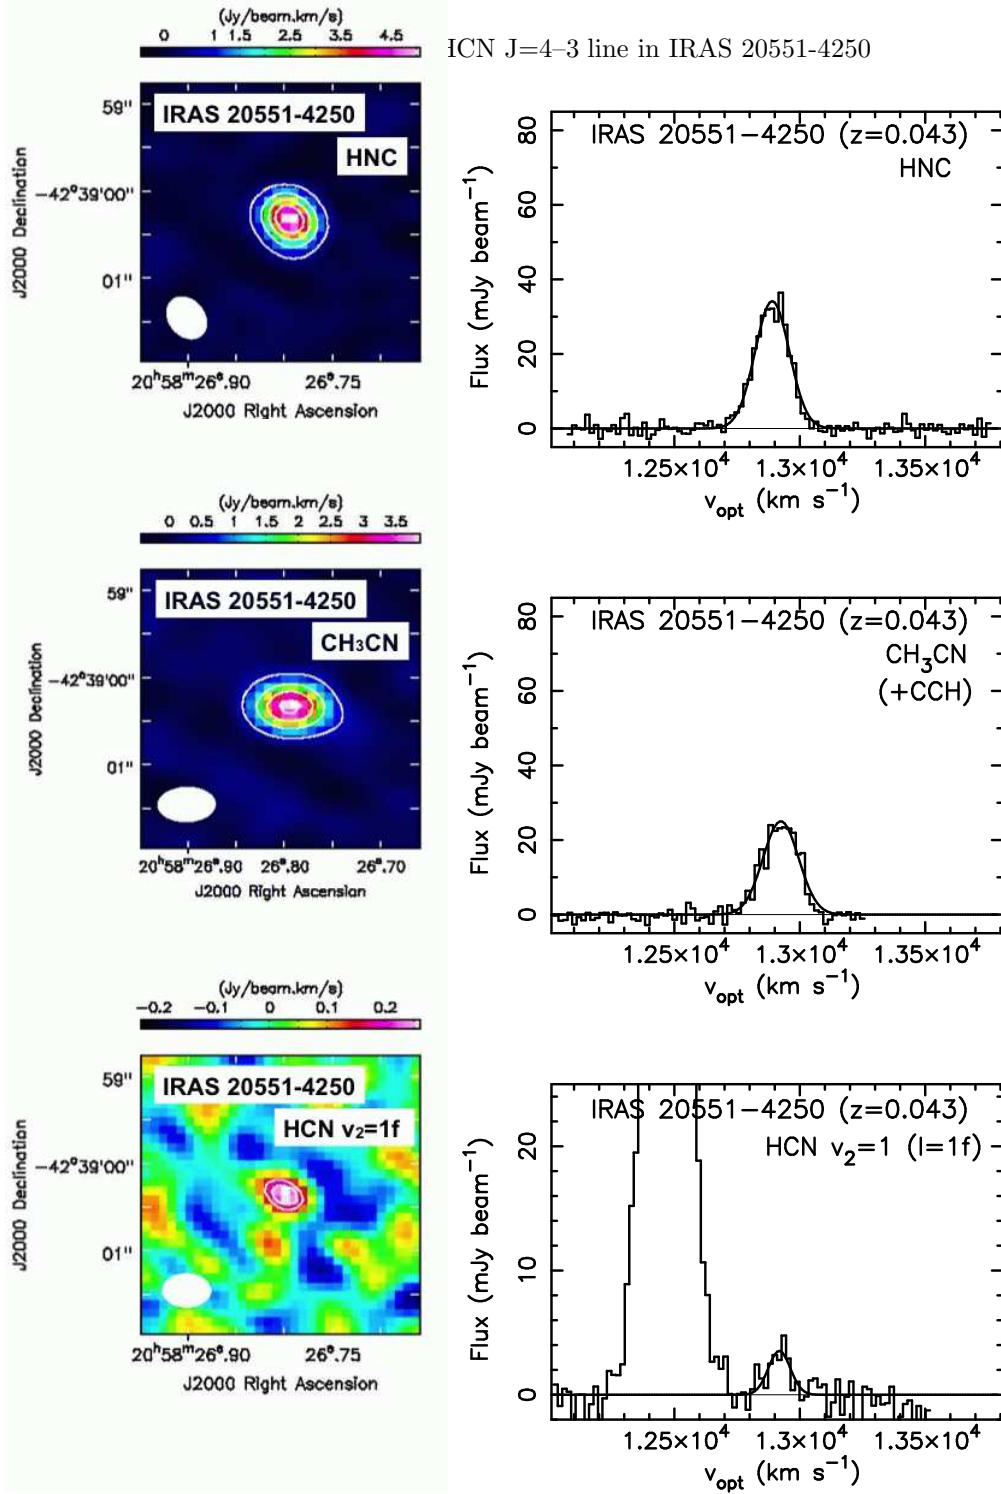 HCN J=4–3 line in IRAS 20551-4250
(Jy/beam.km/s)
0 1 1.5 2.5 3.5 4.5
IRAS 20551-4250
HNC
59"
−42°39'00"
01"
J2000 Declination
20h58m26s.90 26s.75
J2000 Right Ascension
IRAS 20551−4250 (z=0.043)
HNC
80
60
40
20
0
Flux (mJy beam−1)
1.25×10⁴ 1.3×10⁴ 1.35×10⁴
vopt (km s−1)
(Jy/beam.km/s)
0 0.5 1 1.5 2 2.5 3 3.5
IRAS 20551-4250
CH₃CN
59"
−42°39'00"
01"
J2000 Declination
20h58m26s.90 26s.80 26s.70
J2000 Right Ascension
IRAS 20551−4250 (z=0.043)
CH₃CN
(+CCH)
80
60
40
20
0
Flux (mJy beam−1)
1.25×10⁴ 1.3×10⁴ 1.35×10⁴
vopt (km s−1)
(Jy/beam.km/s)
−0.2 −0.1 0 0.1 0.2
IRAS 20551-4250
HCN v₂=1f
59"
−42°39'00"
01"
J2000 Declination
20h58m26s.90 26s.75
J2000 Right Ascension
IRAS 20551−4250 (z=0.043)
HCN v₂=1 (l=1f)
20
10
0
Flux (mJy beam−1)
1.25×10⁴ 1.3×10⁴ 1.35×10⁴
vopt (km s−1)